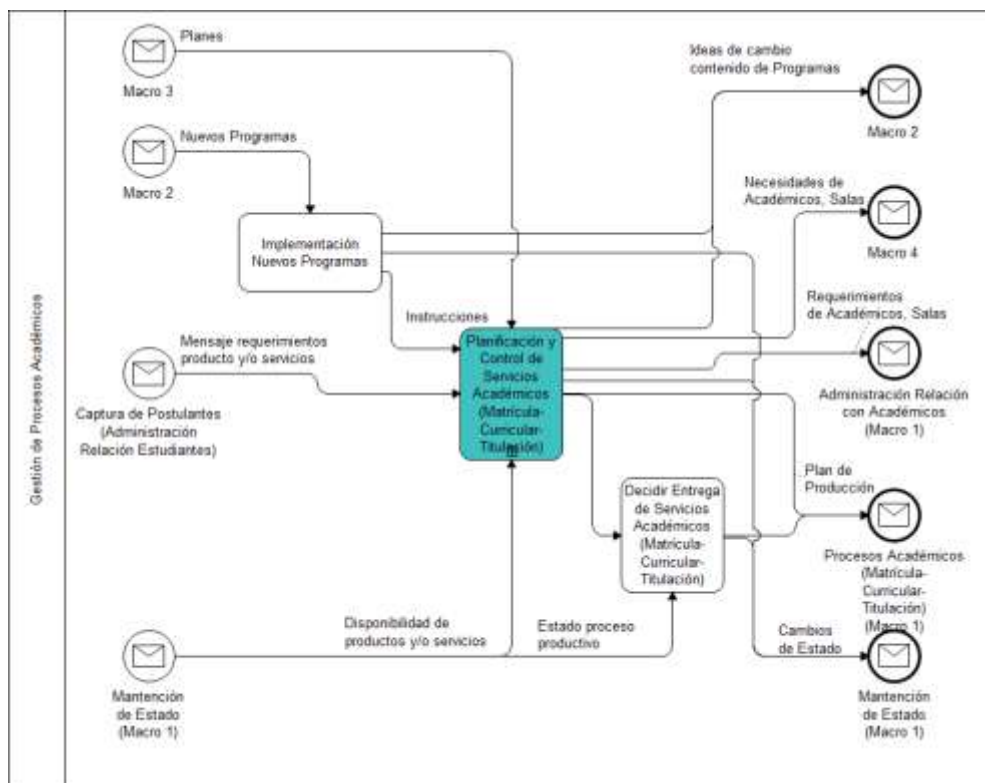 Gestión de Procesos Académicos
Planes
Macro 3
Nuevos Programas
Macro 2
Implementación
Nuevos Programas
Instrucciones
Mensaje requerimientos
producto y/o servicios
Captura de Postulantes
(Administración
Relación Estudiantes)
Planificación y
Control de
Servicios
Académicos
(Matrícula-
Curricular-
Titulación)
Decidir Entrega
de Servicios
Académicos
(Matrícula-
Curricular-
Titulación)
Disponibilidad de
productos y/o servicios
Estado proceso
productivo
Mantención
de Estado
(Macro 1)
Ideas de cambio
contenido de Programas
Macro 2
Necesidades de
Académicos, Salas
Macro 4
Requerimientos
de Académicos, Salas
Administración Relación
con Académicos
(Macro 1)
Plan de
Producción
Procesos Académicos
(Matrícula-
Curricular-
Titulación)
(Macro 1)
Cambios
de Estado
Mantención
de Estado
(Macro 1)